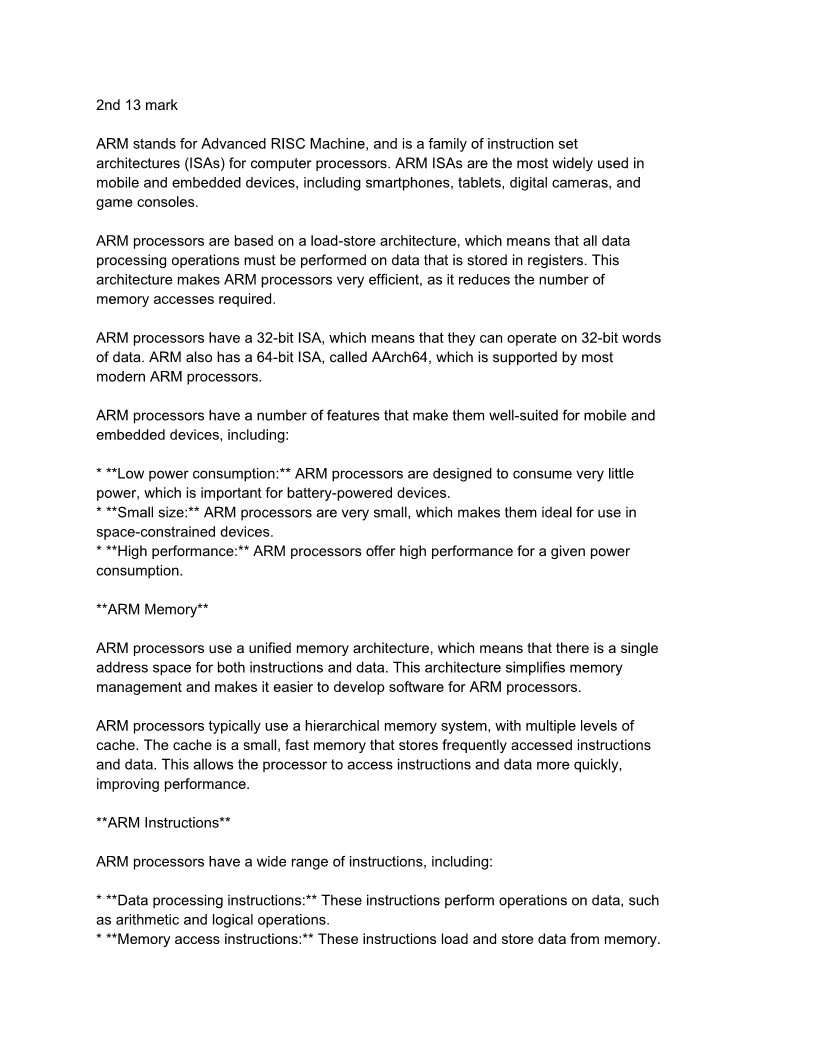 2nd 13 mark
ARM stands for Advanced RISC Machine, and is a family of instruction set
architectures (ISAs) for computer processors. ARM ISAs are the most widely used in
mobile and embedded devices, including smartphones, tablets, digital cameras, and
game consoles.
ARM processors are based on a load-store architecture, which means that all data
processing operations must be performed on data that is stored in registers. This
architecture makes ARM processors very efficient, as it reduces the number of
memory accesses required.
ARM processors have a 32-bit ISA, which means that they can operate on 32-bit words
of data. ARM also has a 64-bit ISA, called AArch64, which is supported by most
modern ARM processors.
ARM processors have a number of features that make them well-suited for mobile and
embedded devices, including:
* **Low power consumption:** ARM processors are designed to consume very little
power, which is important for battery-powered devices.
* **Small size:** ARM processors are very small, which makes them ideal for use in
space-constrained devices.
* **High performance:** ARM processors offer high performance for a given power
consumption.
**ARM Memory**
ARM processors use a unified memory architecture, which means that there is a single
address space for both instructions and data. This architecture simplifies memory
management and makes it easier to develop software for ARM processors.
ARM processors typically use a hierarchical memory system, with multiple levels of
cache. The cache is a small, fast memory that stores frequently accessed instructions
and data. This allows the processor to access instructions and data more quickly,
improving performance.
**ARM Instructions**
ARM processors have a wide range of instructions, including:
* **Data processing instructions:** These instructions perform operations on data, such
as arithmetic and logical operations.
* **Memory access instructions:** These instructions load and store data from memory.